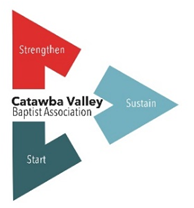 Strengthen
Catawba Valley
Baptist Association
Sustain
Start